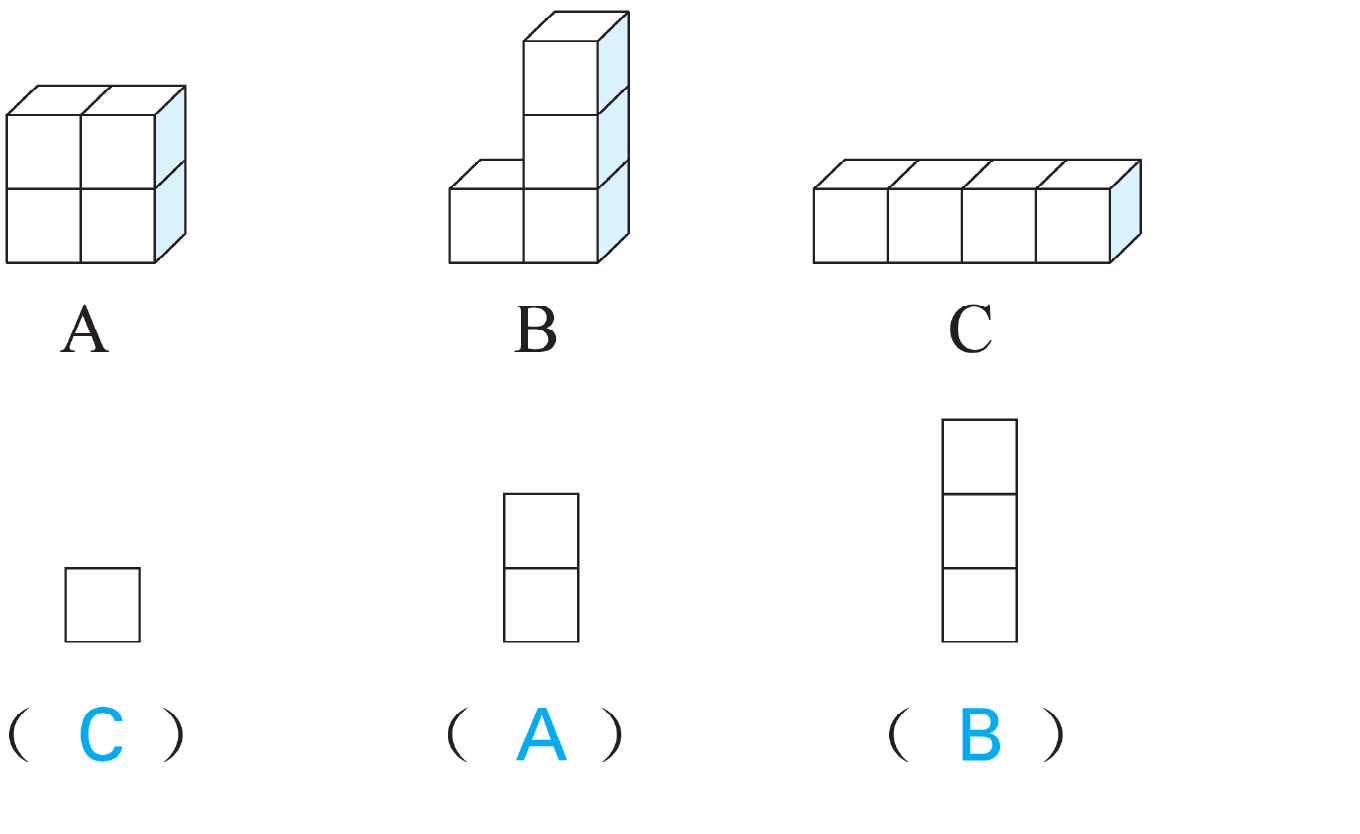 A B C
（ C ） （ A ） （ B ）